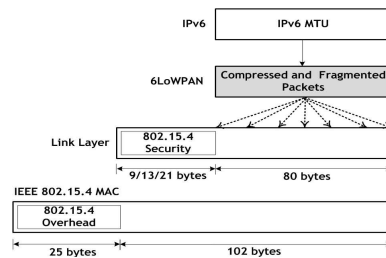 IPv6
IPv6 MTU
6LoWPAN
Compressed and Fragmented
Packets
Link Layer
802.15.4
Security
9/13/21 bytes
80 bytes
IEEE 802.15.4 MAC
802.15.4
Overhead
25 bytes
102 bytes